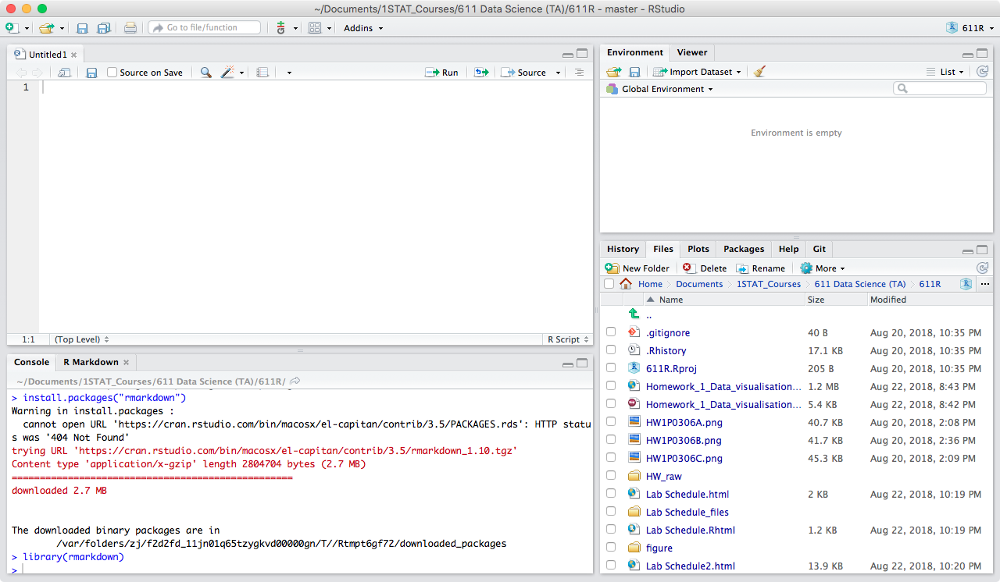 ~/Documents/1STAT_Courses/611 Data Science (TA)/611R - master - RStudio
Go to file/function
Addins
611R
Untitled1
Source on Save
Run
Source
1
1:1
(Top Level)
R Script
Console
R Markdown
~/Documents/1STAT_Courses/611 Data Science (TA)/611R/
> install.packages("rmarkdown")
Warning in install.packages :
cannot open URL 'https://cran.rstudio.com/bin/macosx/el-capitan/contrib/3.5/PACKAGES.rds': HTTP statu
s was '404 Not Found'
trying URL 'https://cran.rstudio.com/bin/macosx/el-capitan/contrib/3.5/rmarkdown_1.10.tgz'
Content type 'application/x-gzip' length 2804704 bytes (2.7 MB)
==================================================
downloaded 2.7 MB
The downloaded binary packages are in
/var/folders/zj/f2d2fd_11jn01q65tzygkvd00000gn/T//Rtmpt6gf72/downloaded_packages
> library(rmarkdown)
>
Environment
Viewer
Import Dataset
List
Global Environment
Environment is empty
History
Files
Plots
Packages
Help
Git
New Folder
Delete
Rename
More
Home
Documents
1STAT_Courses
611 Data Science (TA)
611R
...
Name Size Modified
..
.gitignore 40 B Aug 20, 2018, 10:35 PM
.Rhistory 17.1 KB Aug 20, 2018, 10:35 PM
611R.Rproj 205 B Aug 20, 2018, 10:35 PM
Homework_1_Data_visualisation... 1.2 MB Aug 22, 2018, 8:43 PM
Homework_1_Data_visualisation... 5.4 KB Aug 22, 2018, 8:42 PM
HW1P0306A.png 40.7 KB Aug 20, 2018, 2:08 PM
HW1P0306B.png 41.7 KB Aug 20, 2018, 2:36 PM
HW1P0306C.png 45.3 KB Aug 20, 2018, 2:09 PM
HW_raw
Lab Schedule.html 2 KB Aug 22, 2018, 10:19 PM
Lab Schedule_files
Lab Schedule.Rhtml 1.2 KB Aug 22, 2018, 10:19 PM
figure
Lab Schedule2.html 13.9 KB Aug 22, 2018, 10:20 PM